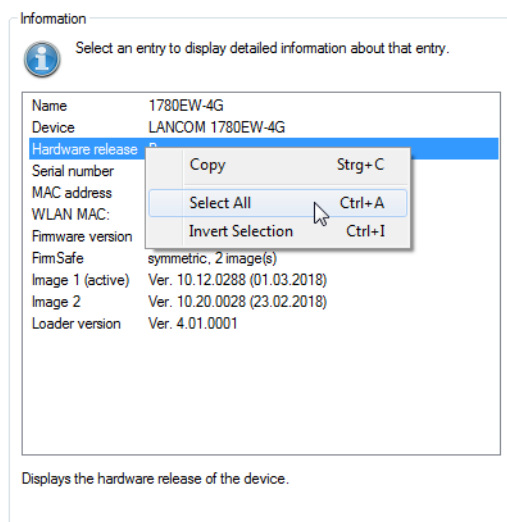 Information
Select an entry to display detailed information about that entry.
Name 1780EW-4G
Device LANCOM 1780EW-4G
Hardware release
Serial number
MAC address
WLAN MAC:
Firmware version
FirmSafe symmetric, 2 image(s)
Image 1 (active) Ver. 10.12.0288 (01.03.2018)
Image 2 Ver. 10.20.0028 (23.02.2018)
Loader version Ver. 4.01.0001
Copy Strg+C
Select All Ctrl+A
Invert Selection Ctrl+I
Displays the hardware release of the device.